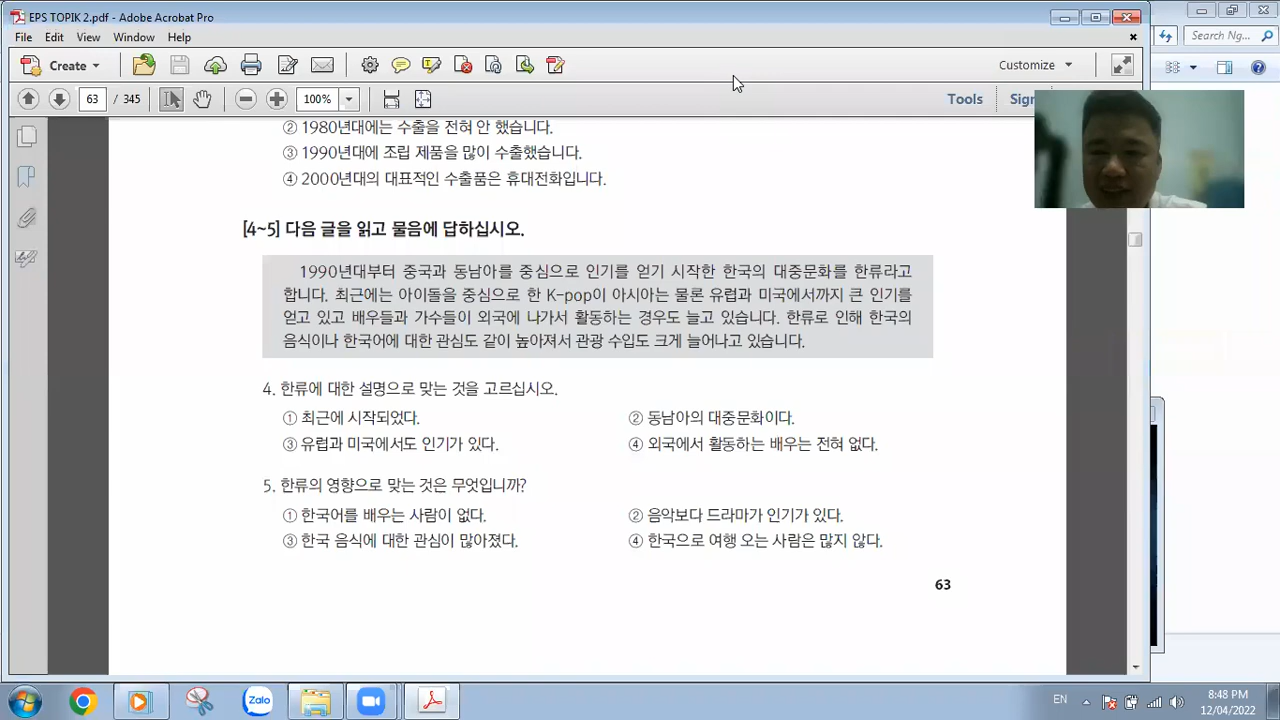 EPS TOPIK 2.pdf - Adobe Acrobat Pro
File Edit View Window Help
Create
Customize
Search Ng...
63 / 345
100%
Tools
Sign
② 1980년대에는 수출을 전혀 안 했습니다.
③ 1990년대에 조립 제품을 많이 수출했습니다.
④ 2000년대의 대표적인 수출품은 휴대전화입니다.
[4~5] 다음 글을 읽고 물음에 답하십시오.
1990년대부터 중국과 동남아를 중심으로 인기를 얻기 시작한 한국의 대중문화를 한류라고
합니다. 최근에는 아이돌을 중심으로 한 K-pop이 아시아는 물론 유럽과 미국에서까지 큰 인기를
얻고 있고 배우들과 가수들이 외국에 나가서 활동하는 경우도 늘고 있습니다. 한류로 인해 한국의
음식이나 한국어에 대한 관심도 같이 높아져서 관광 수입도 크게 늘어나고 있습니다.
4. 한류에 대한 설명으로 맞는 것을 고르십시오.
① 최근에 시작되었다. ② 동남아의 대중문화이다.
③ 유럽과 미국에서도 인기가 있다. ④ 외국에서 활동하는 배우는 전혀 없다.
5. 한류의 영향으로 맞는 것은 무엇입니까?
① 한국어를 배우는 사람이 없다. ② 음악보다 드라마가 인기가 있다.
③ 한국 음식에 대한 관심이 많아졌다. ④ 한국으로 여행 오는 사람은 많지 않다.
63
Zalo
EN
8:48 PM
12/04/2022